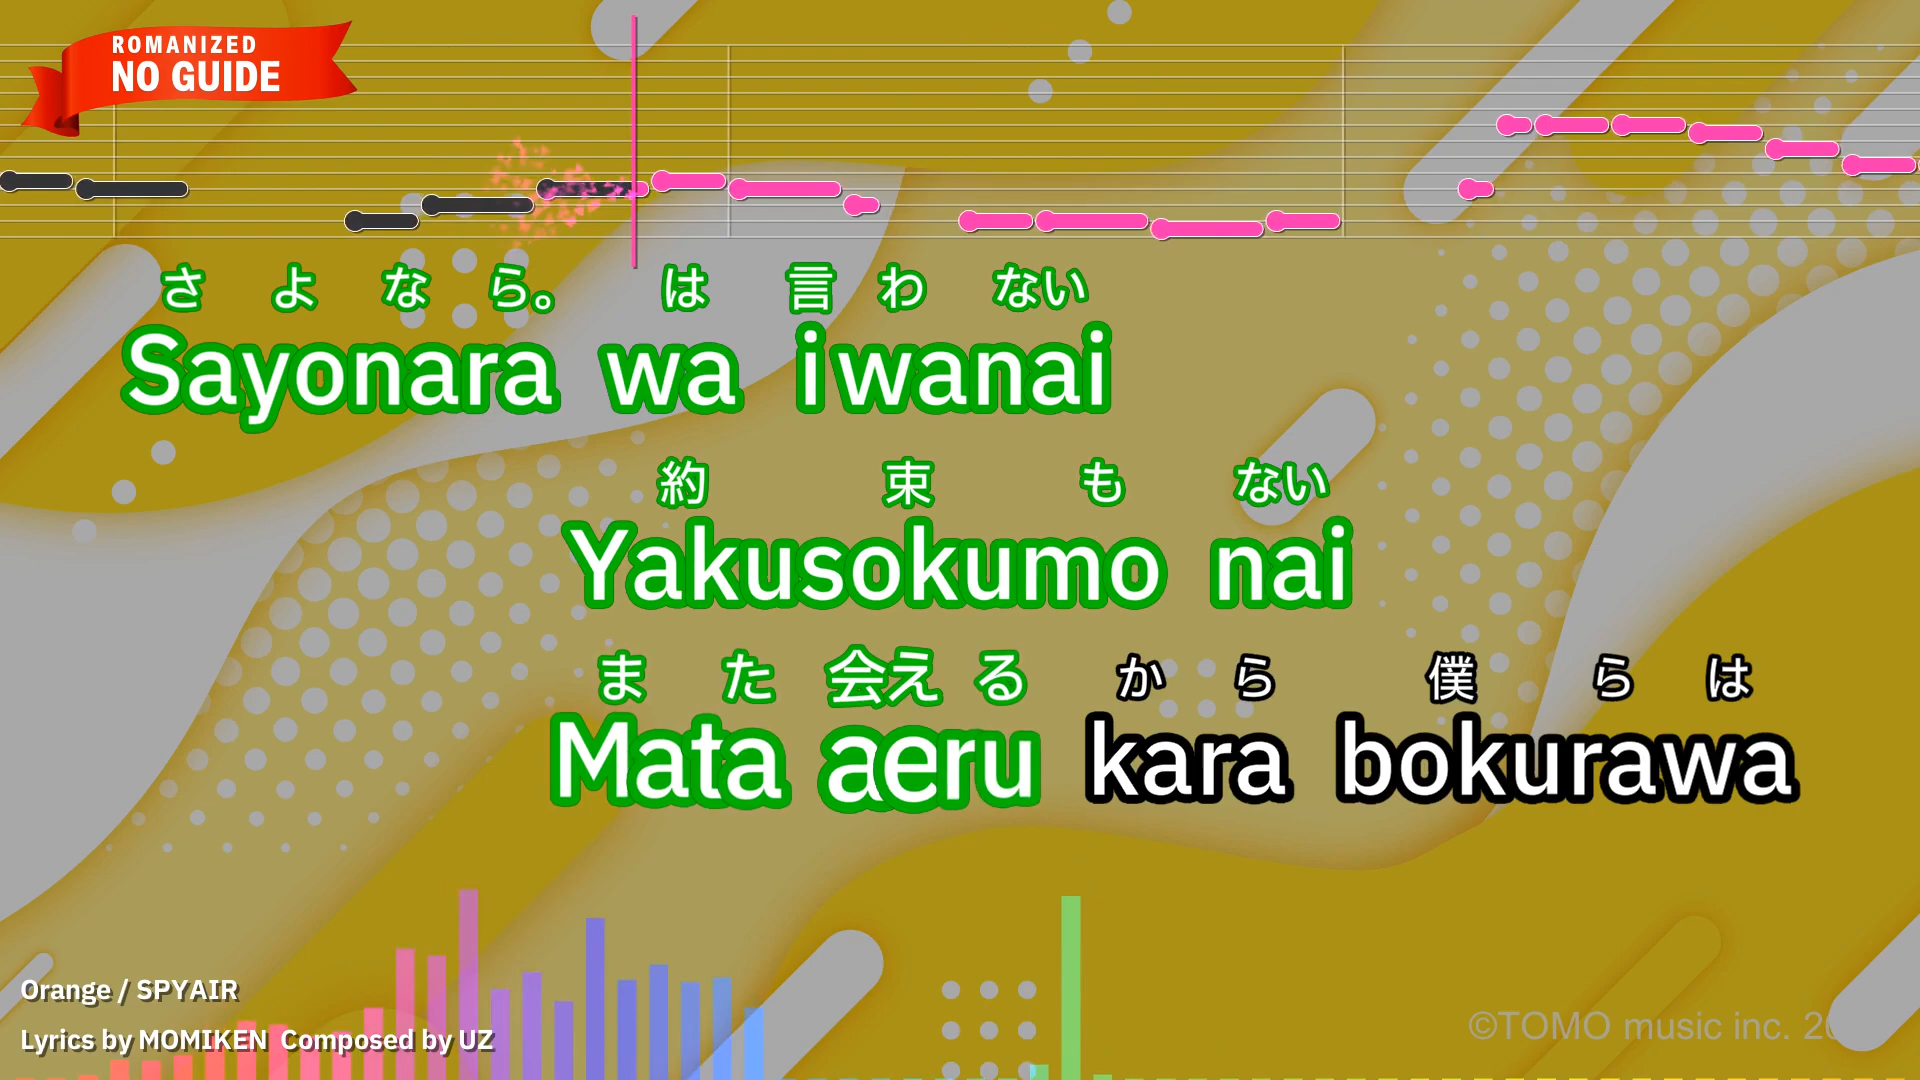 ROMANIZED
NO GUIDE
さよなら。は言わない
Sayonara wa iwanai
約束もない
Yakusokumo nai
また会えるから僕らは
Mata aeru kara bokurawa
Orange / SPYAIR
Lyrics by MOMIKEN Composed by UZ
©TOMO music inc.